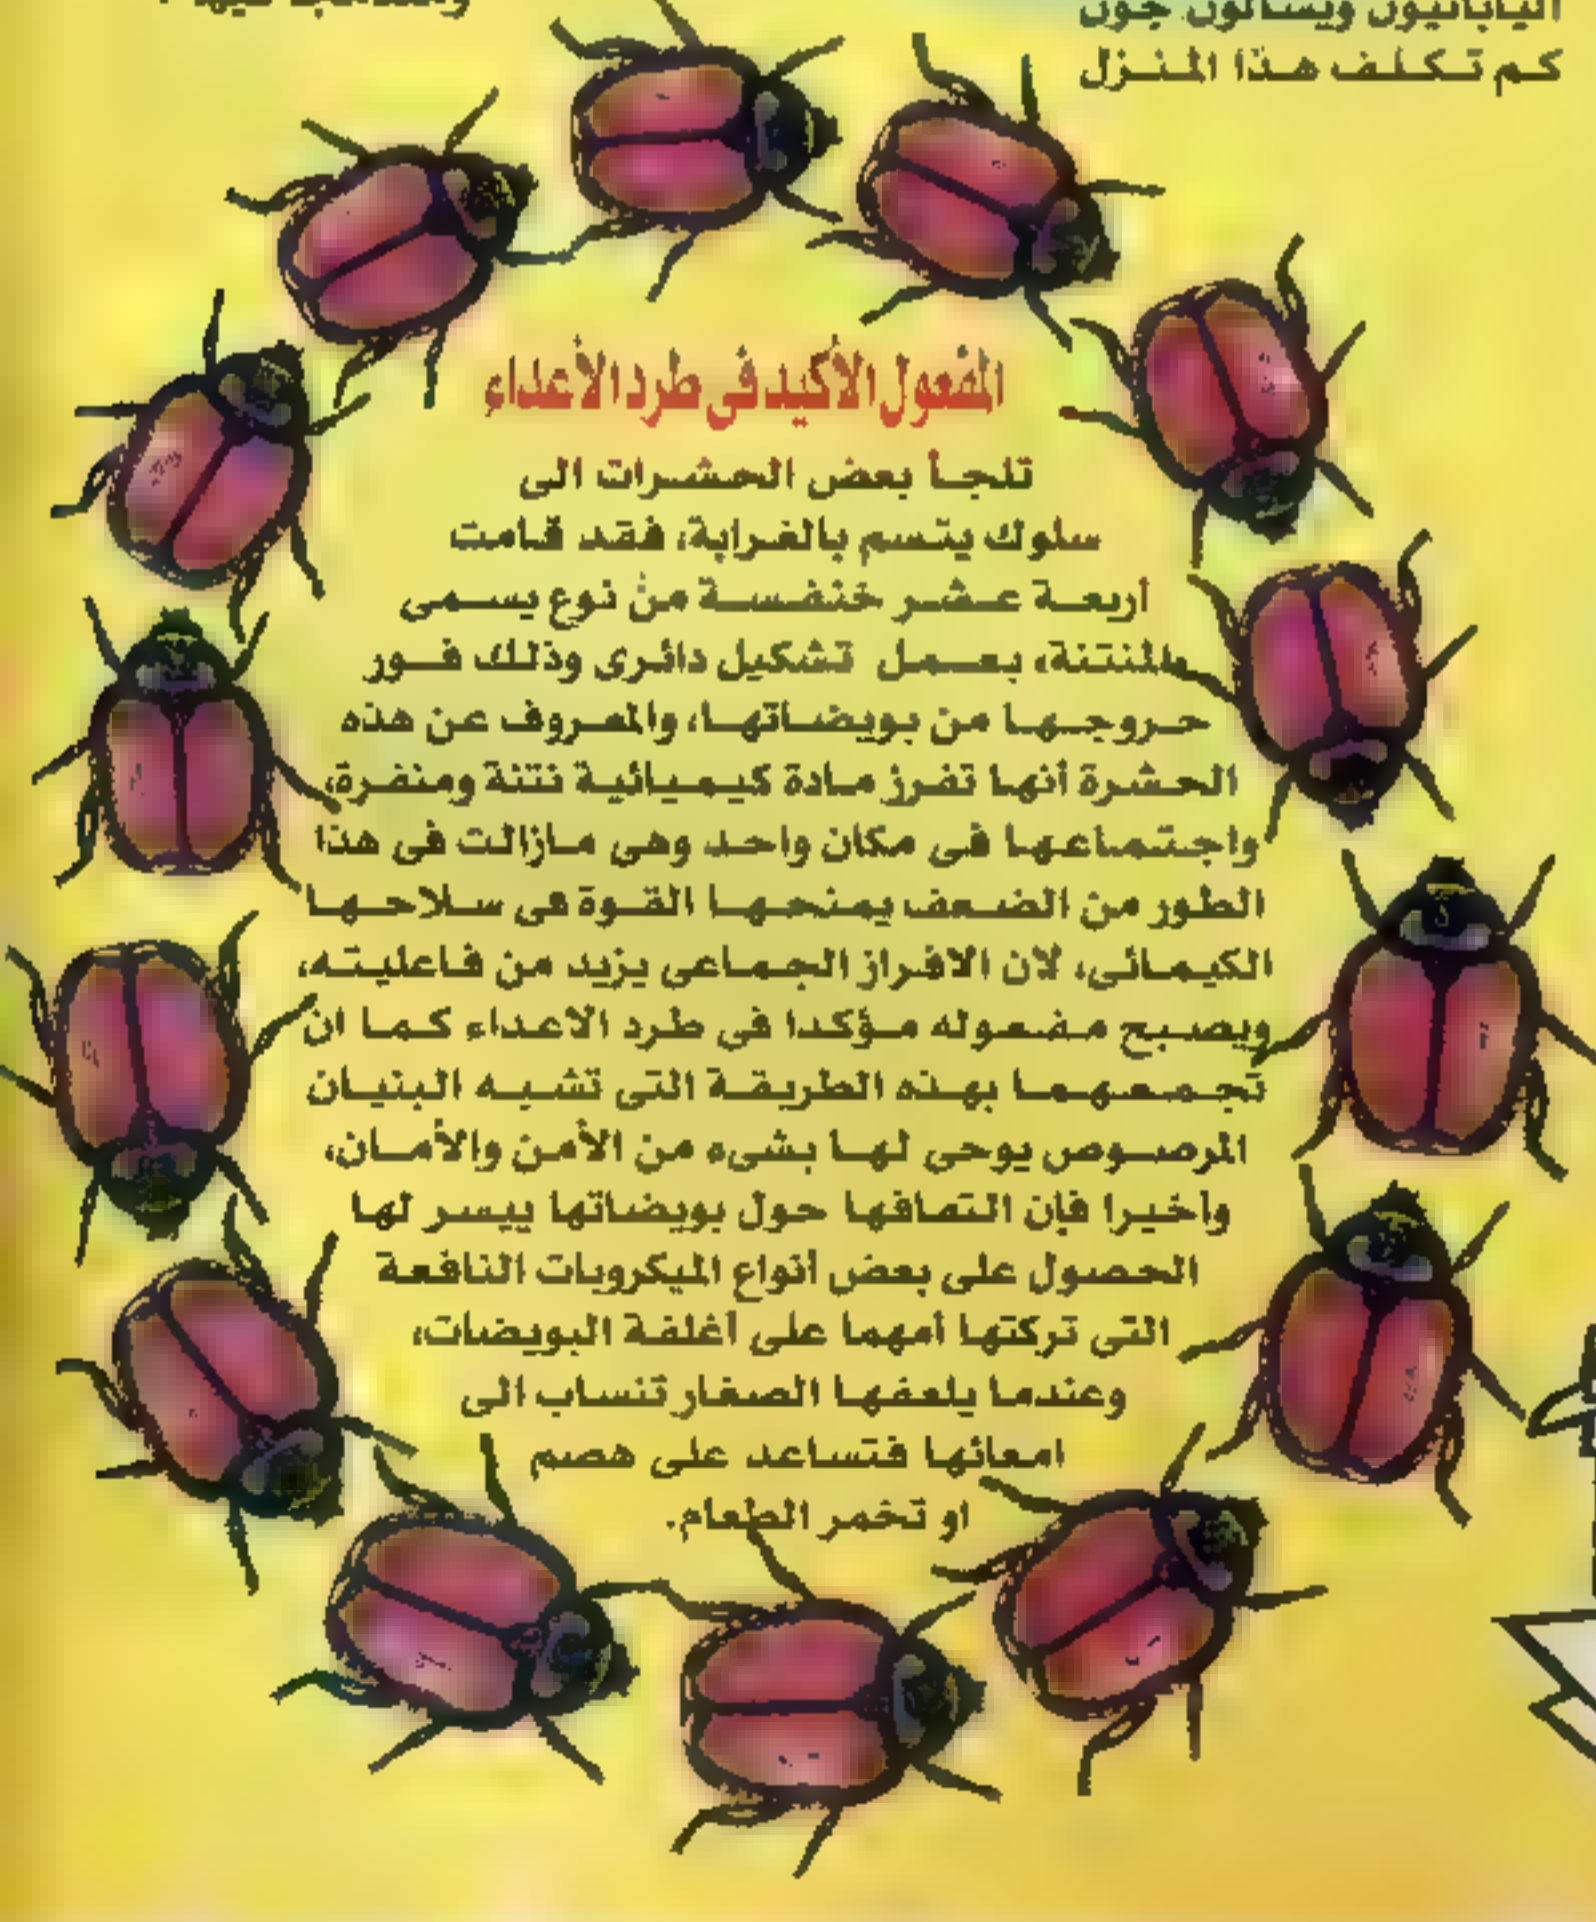 اليابانيون ويسألون جون
كم تكلف هذا المنزل
المفعول الأكيد فى طرد الأعداء
تلجأ بعض الحشرات الى
سلوك يتسم بالغرابة، فقد قامت
أربعة عشر خنفسة من نوع يسمى
«المنتنة» بعمل تشكيل دائرى وذلك فور
خروجها من بويضاتها، والمعروف عن هذه
الحشرة أنها تفرز مادة كيميائية نتنة ومنفرة،
واجتماعها فى مكان واحد وهى مازالت فى هذا
الطور من الضعف يمنحها القوة فى سلاحها
الكيمائى، لان الافراز الجماعى يزيد من فاعليته،
ويصبح مفعوله مؤكدا فى طرد الاعداء كما ان
تجمعهما بهذه الطريقة التى تشبه البنيان
المرصوص يوحى لها بشىء من الأمن والأمان،
واخيرا فإن التفافها حول بويضاتها ييسر لها
الحصول على بعض أنواع الميكروبات النافعة
التى تركتها أمهما على أغلفة البويضات،
وعندما يلعقها الصغار تنساب الى
امعائها فتساعد على هضم
او تخمر الطعام.